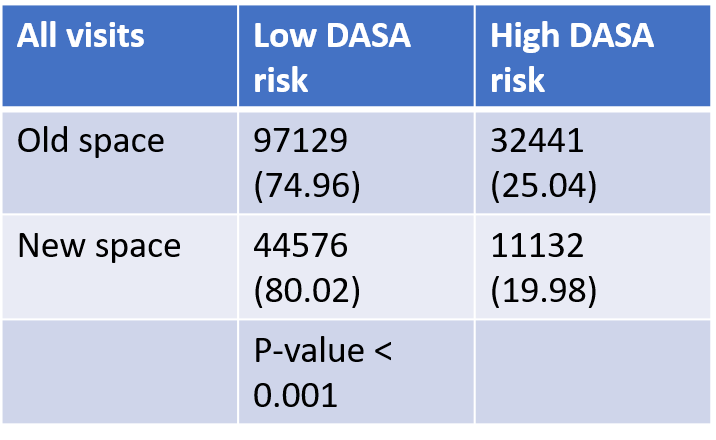 All visits
Low DASA
risk
High DASA
risk
Old space
97129
(74.96)
32441
(25.04)
New space
44576
(80.02)
11132
(19.98)
P-value <
0.001